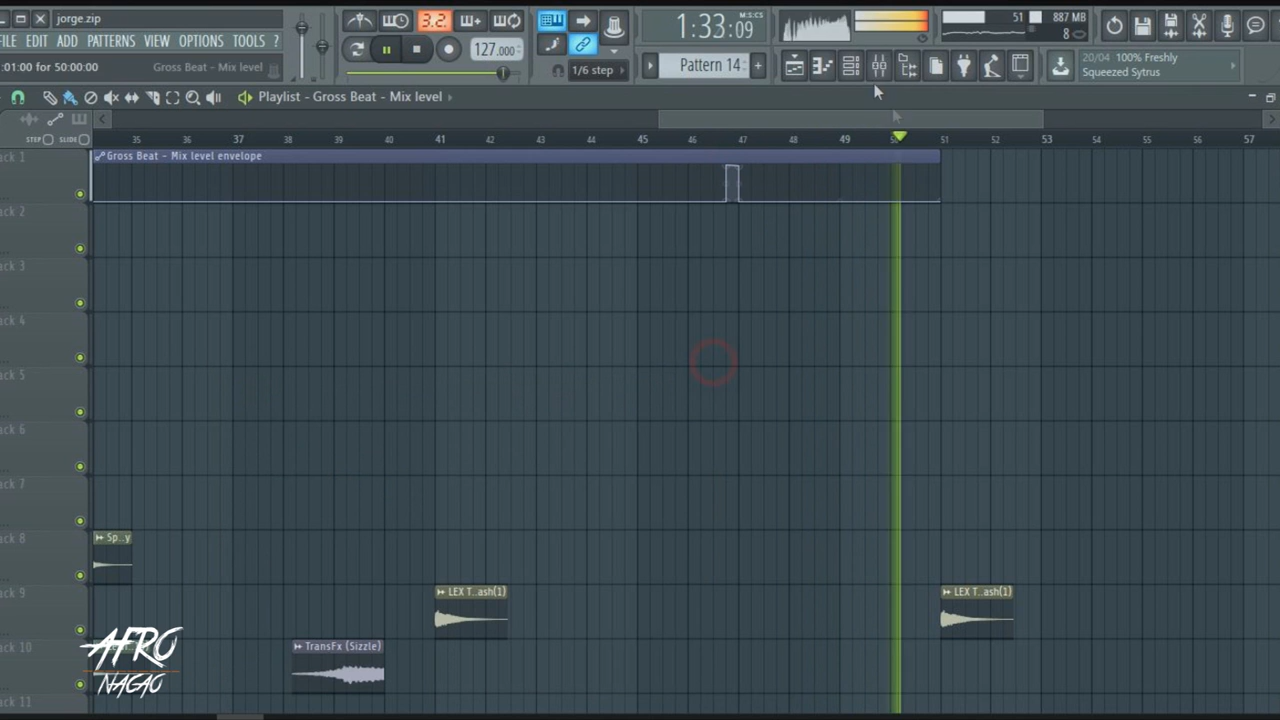 jorge.zip
FILE EDIT ADD PATTERNS VIEW OPTIONS TOOLS ?
:01:00 for 50:00:00 Gross Beat - Mix level
3.2.
127.000
1/6 step
1:33:09
M:S:CS
Pattern 14
51
887 MB
8
20/04 100% Freshly
Squeezed Sytrus
Playlist - Gross Beat - Mix level
STEP SLIDE
35 36 37 38 39 40 41 42 43 44 45 46 47 48 49 51 52 53 54 55 56 57
ack 1
Gross Beat - Mix level envelope
ack 2
ack 3
ack 4
ack 5
ack 6
ack 7
ack 8
Sp..y
ack 9
LEX T..ash(1)
LEX T..ash(1)
ack 10
TransFx (Sizzle)
ack 11
AFRO
NAGAO